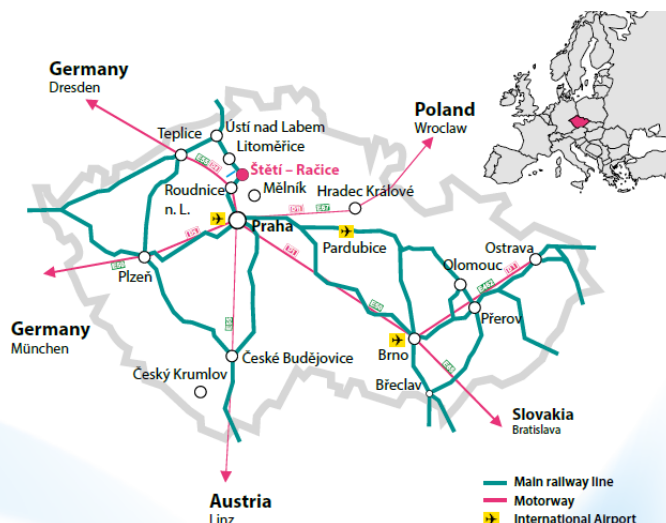 Germany
Dresden
Teplice
Ústí nad Labem
Litoměřice
Štětí – Račice
Roudnice
n. L.
Mělník
Poland
Wroclaw
Hradec Králové
Praha
Pardubice
Plzeň
Ostrava
Olomouc
Přerov
Germany
München
České Budějovice
Český Krumlov
Brno
Břeclav
Slovakia
Bratislava
Austria
Linz
Main railway line
Motorway
International Airport